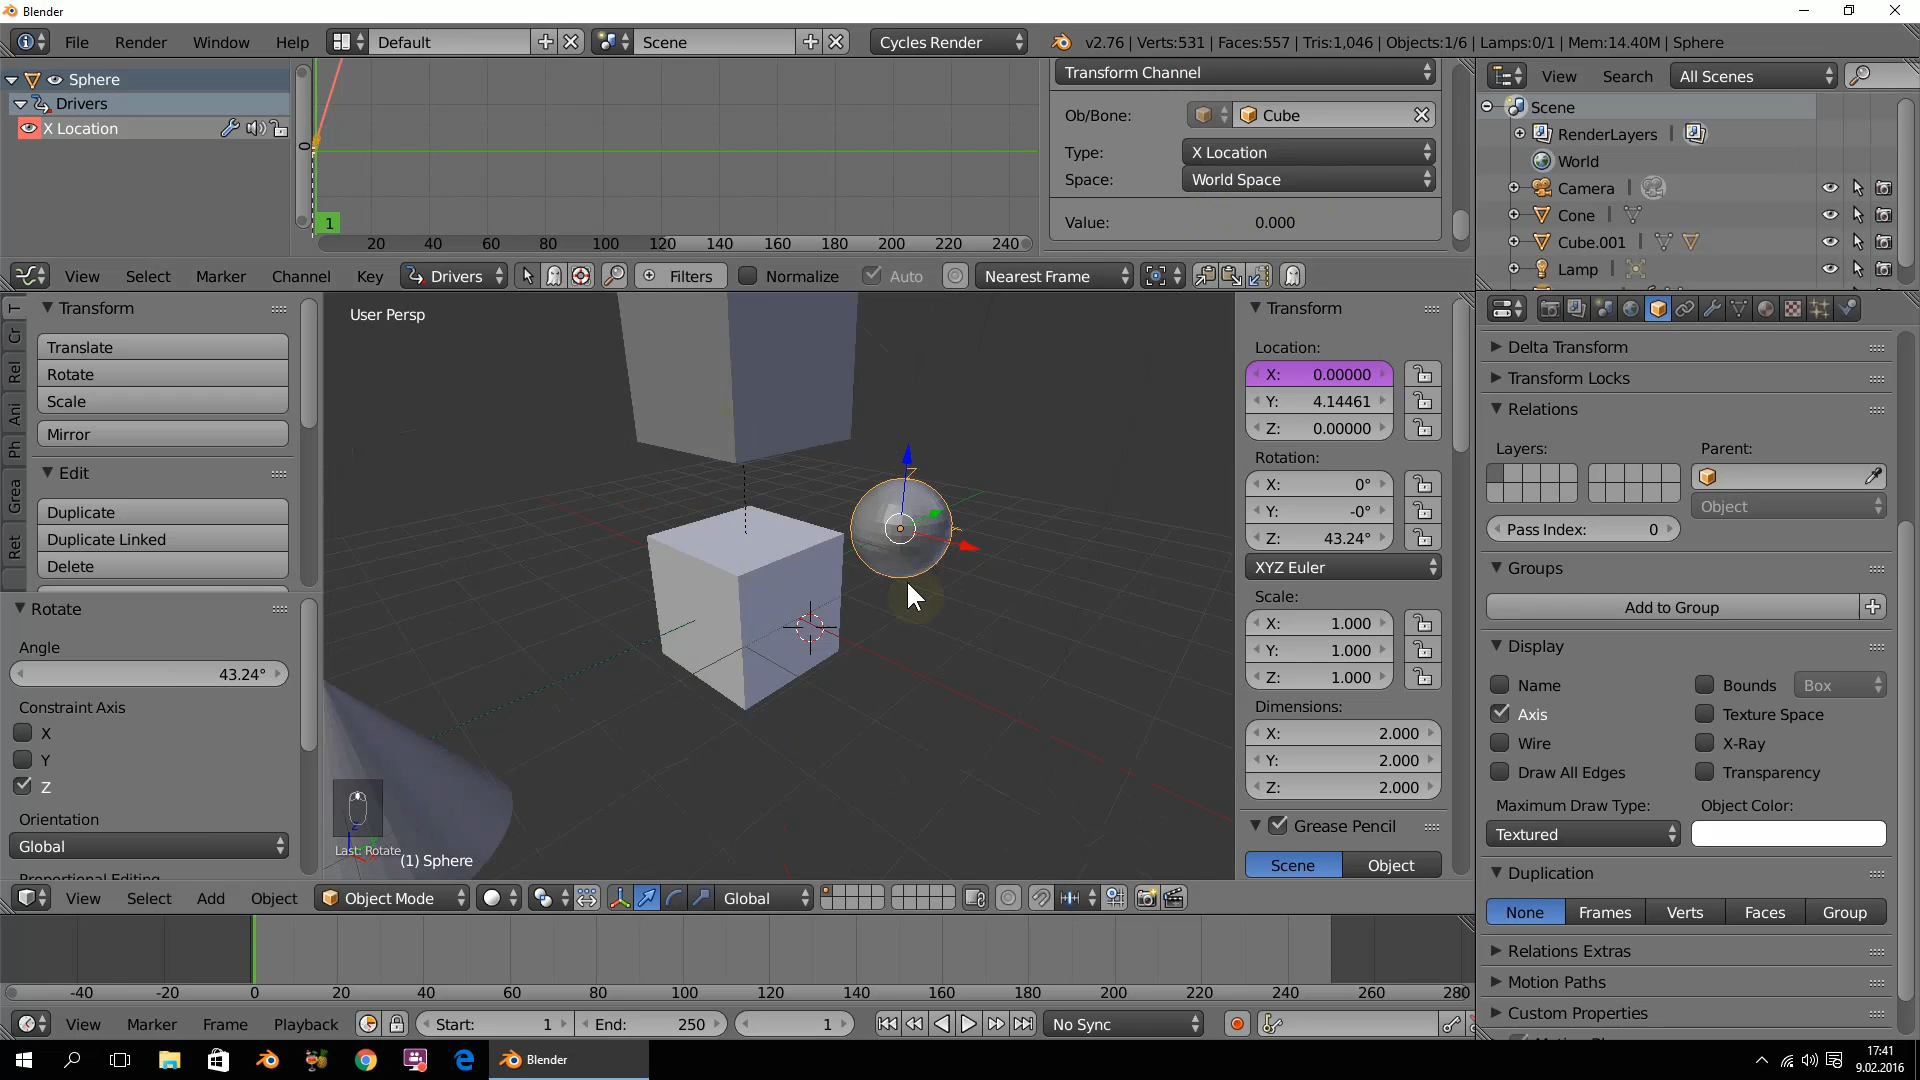 Blender
File Render Window Help Default Scene Cycles Render v2.76 | Verts:531 | Faces:557 | Tris:1,046 | Objects:1/6 | Lamps:0/1 | Mem:14.40M | Sphere
Sphere
Drivers
X Location
0
1
20 40 60 80 100 120 140 160 180 200 220 240
Transform Channel
Ob/Bone: Cube
Type: X Location
Space: World Space
Value: 0.000
View Search All Scenes
Scene
RenderLayers |
World
Camera |
Cone |
Cube.001 |
Lamp |
View Select Marker Channel Key Drivers Filters Normalize Auto Nearest Frame
T
Cr
Rel
Ani
Ph
Grea
Ret
Transform
Translate
Rotate
Scale
Mirror
Edit
Duplicate
Duplicate Linked
Delete
Rotate
Angle
43.24°
Constraint Axis
X
Y
Z
Orientation
Global
Proportional Editing
User Persp
Z
Last: Rotate
(1) Sphere
Transform
Location:
X: 0.00000
Y: 4.14461
Z: 0.00000
Rotation:
X: 0°
Y: -0°
Z: 43.24°
XYZ Euler
Scale:
X: 1.000
Y: 1.000
Z: 1.000
Dimensions:
X: 2.000
Y: 2.000
Z: 2.000
Grease Pencil
Scene Object
Delta Transform
Transform Locks
Relations
Layers: Parent:
Object
Pass Index: 0
Groups
Add to Group
Display
Name Bounds Box
Axis Texture Space
Wire X-Ray
Draw All Edges Transparency
Maximum Draw Type: Object Color:
Textured
Duplication
None Frames Verts Faces Group
Relations Extras
Motion Paths
Custom Properties
View Select Add Object Object Mode Global
-40 -20 0 20 40 60 80 100 120 140 160 180 200 220 240 260 280
View Marker Frame Playback Start: 1 End: 250 1 No Sync
Blender
17:41
9.02.2016